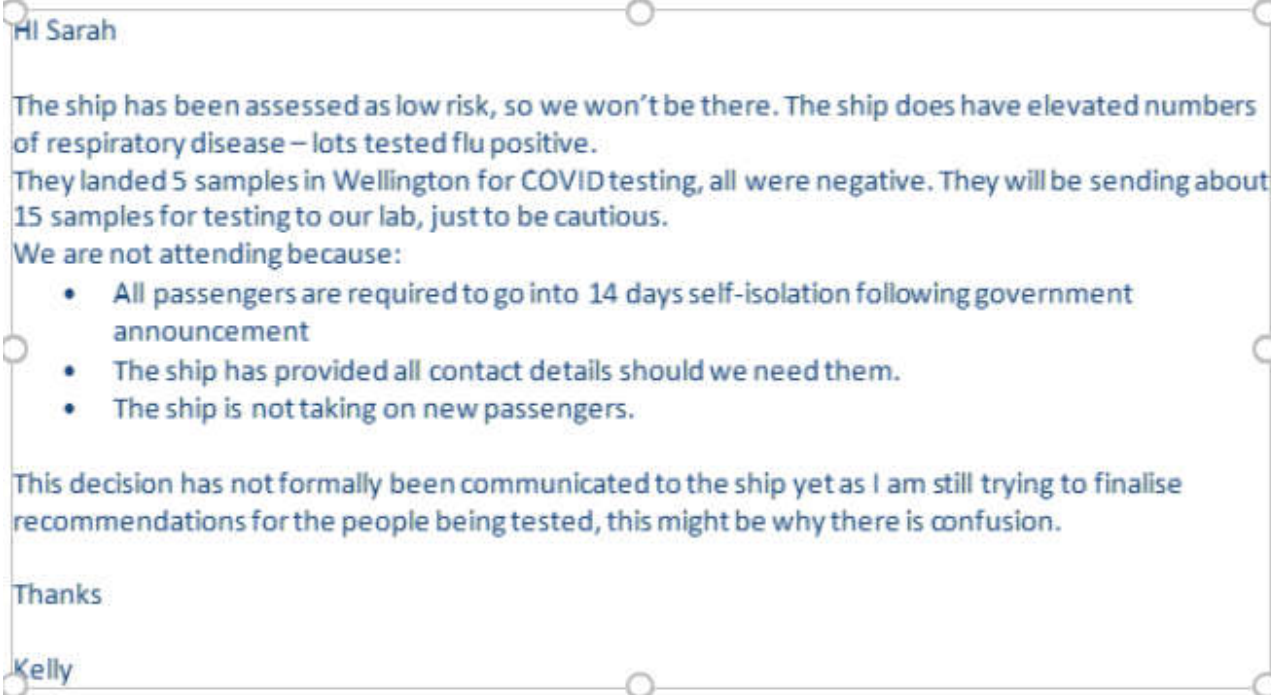 HI Sarah
The ship has been assessed as low risk, so we won't be there. The ship does have elevated numbers
of respiratory disease – lots tested flu positive.
They landed 5 samples in Wellington for COVID testing, all were negative. They will be sending about
15 samples for testing to our lab, just to be cautious.
We are not attending because:
• All passengers are required to go into 14 days self-isolation following government
announcement
• The ship has provided all contact details should we need them.
• The ship is not taking on new passengers.
This decision has not formally been communicated to the ship yet as I am still trying to finalise
recommendations for the people being tested, this might be why there is confusion.
Thanks
Kelly